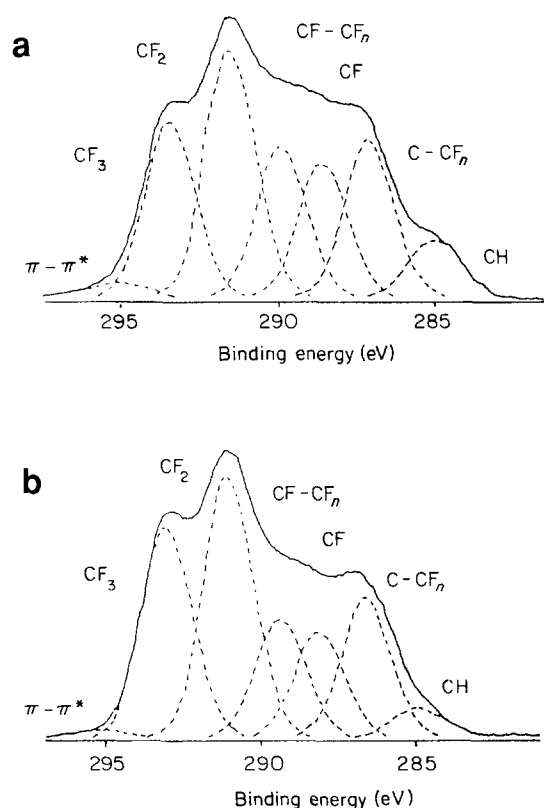 a
CF₂
CF – CFₙ
CF
CF₃
C – CFₙ
CH
π – π*
295 290 285
Binding energy (eV)
b
CF₂
CF – CFₙ
CF
CF₃
C – CFₙ
CH
π – π*
295 290 285
Binding energy (eV)